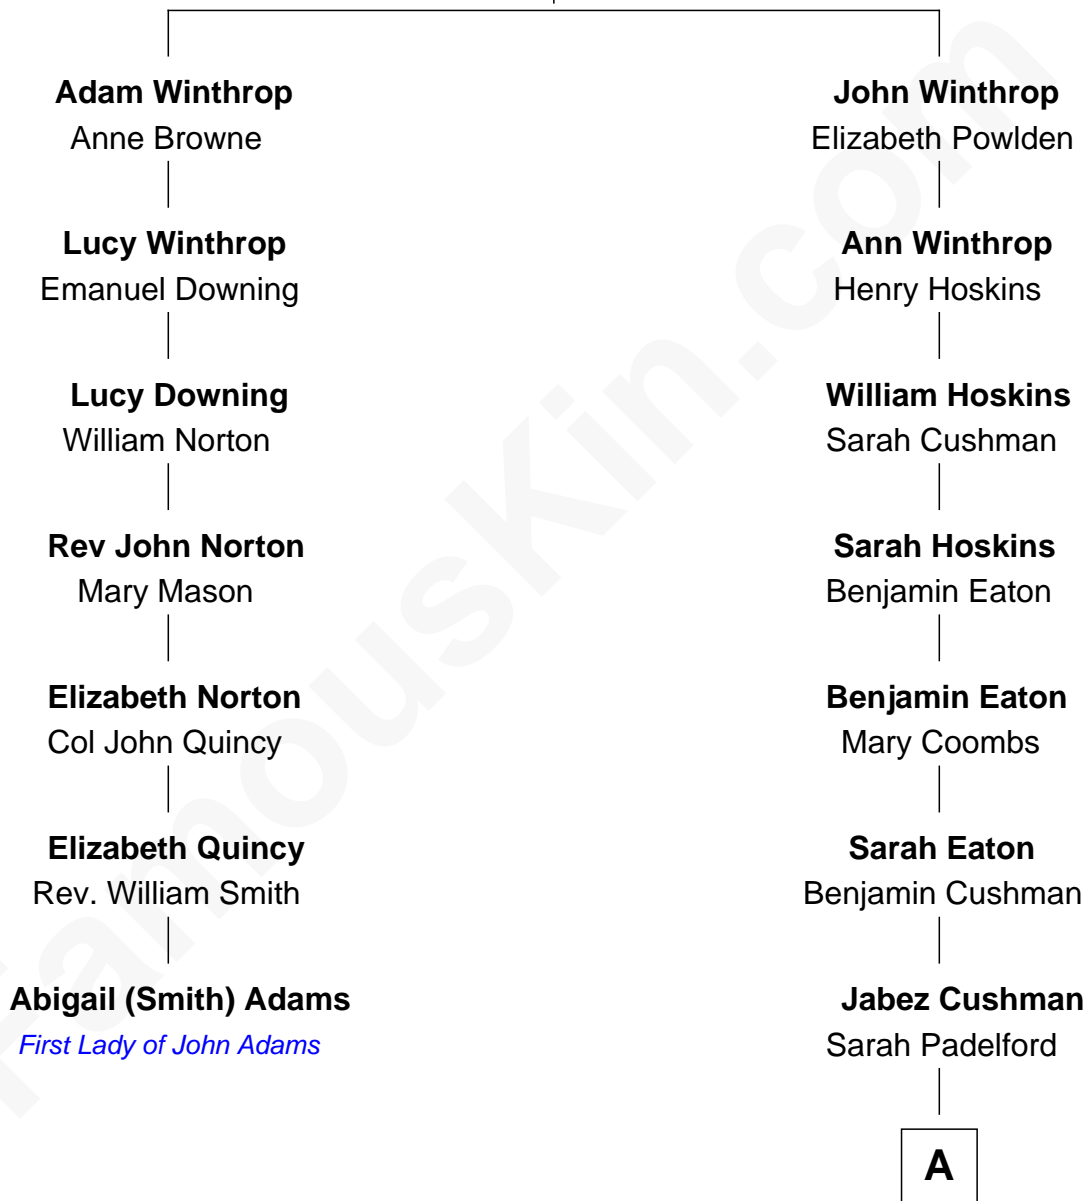 Adam Winthrop
Anne Browne
John Winthrop
Elizabeth Powlden
Lucy Winthrop
Emanuel Downing
Ann Winthrop
Henry Hoskins
Lucy Downing
William Norton
William Hoskins
Sarah Cushman
Rev John Norton
Mary Mason
Sarah Hoskins
Benjamin Eaton
Elizabeth Norton
Col John Quincy
Benjamin Eaton
Mary Coombs
Elizabeth Quincy
Rev. William Smith
Sarah Eaton
Benjamin Cushman
Abigail (Smith) Adams
First Lady of John Adams
Jabez Cushman
Sarah Padelford
A
FamousKin.com